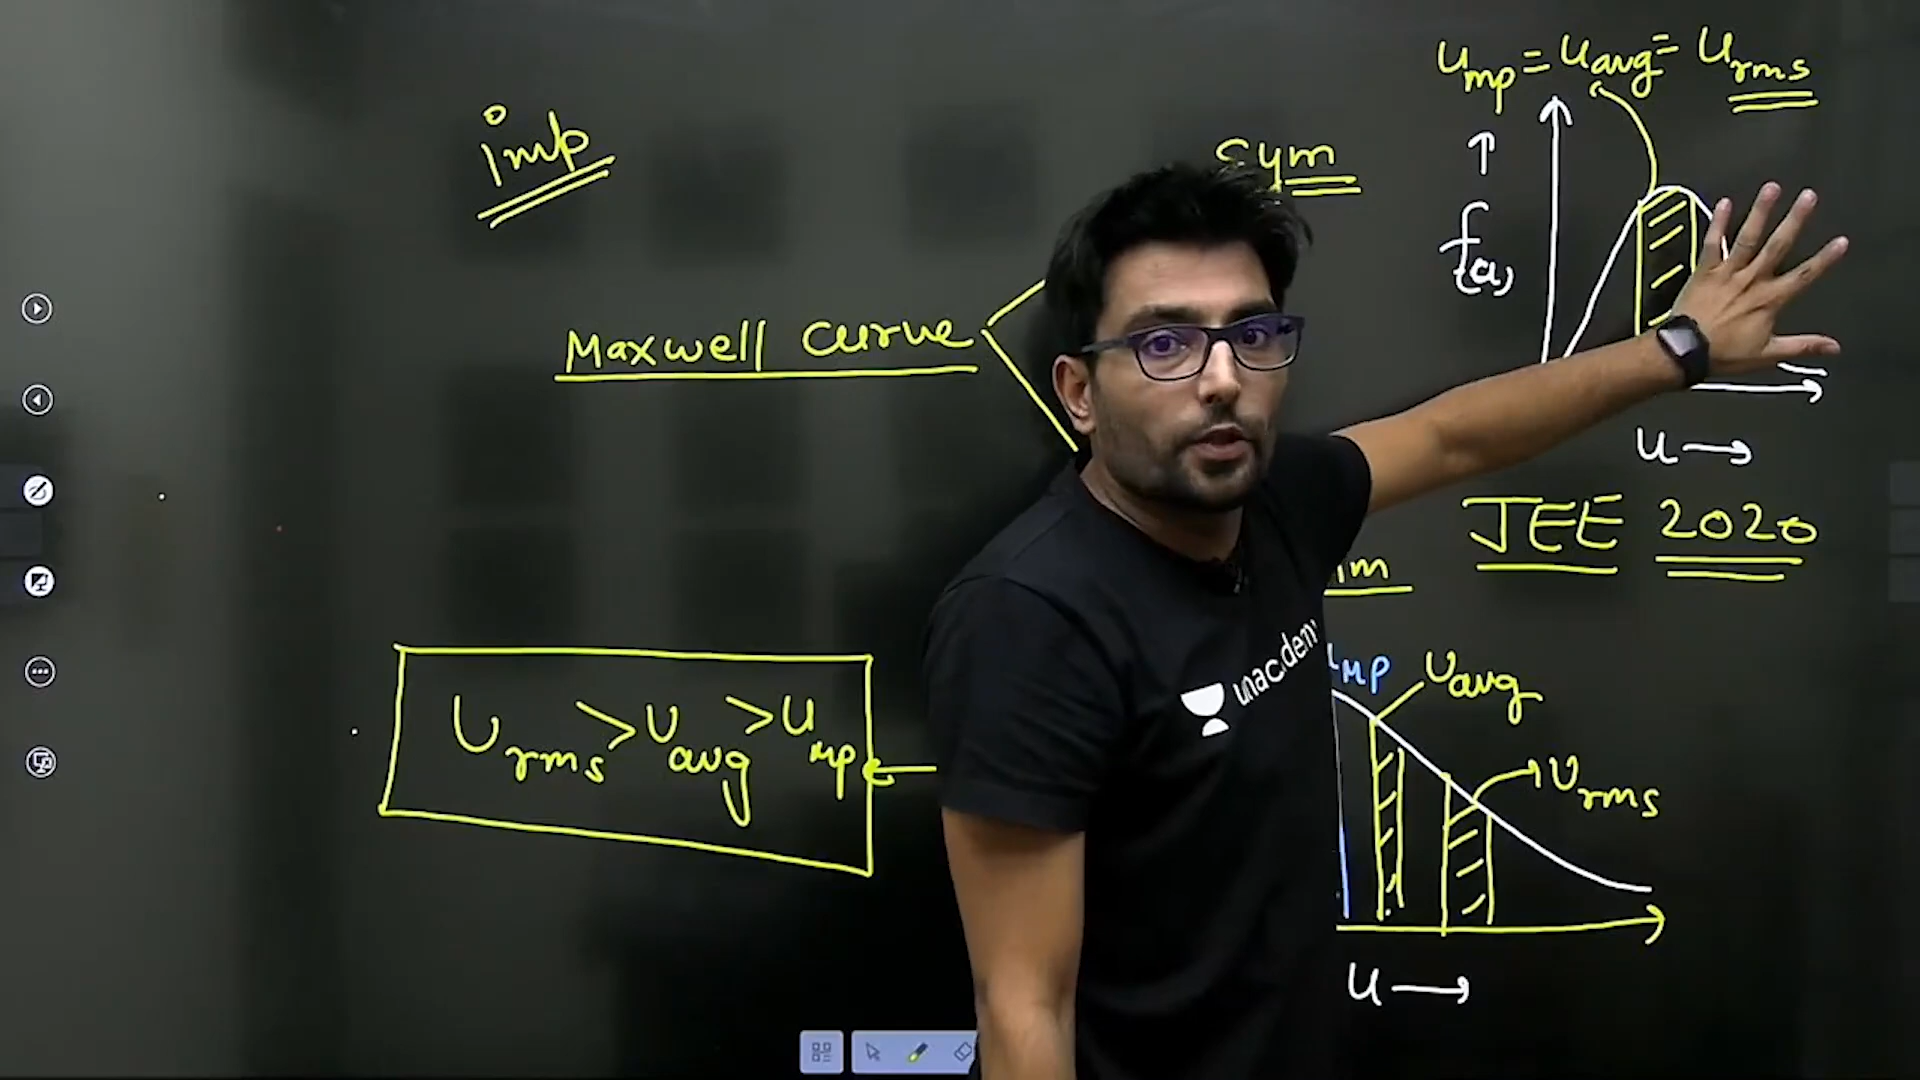 imp
Maxwell Curve
Sym
Ump = Uavg = Urms
f(u)
U →
JEE 2020
Uavg
Urms
U →
Urms > Uavg > Ump
unacademy